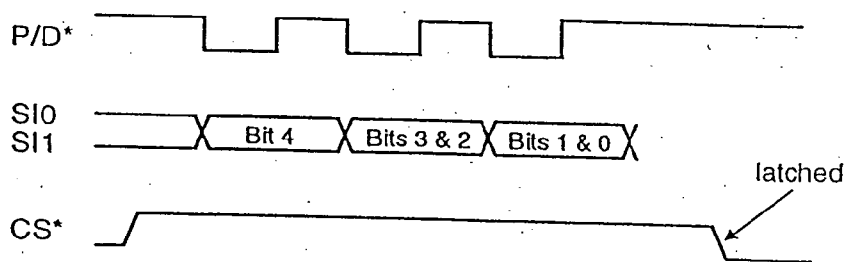 P/D*
SI0
SI1
Bit 4
Bits 3 & 2
Bits 1 & 0
latched
CS*